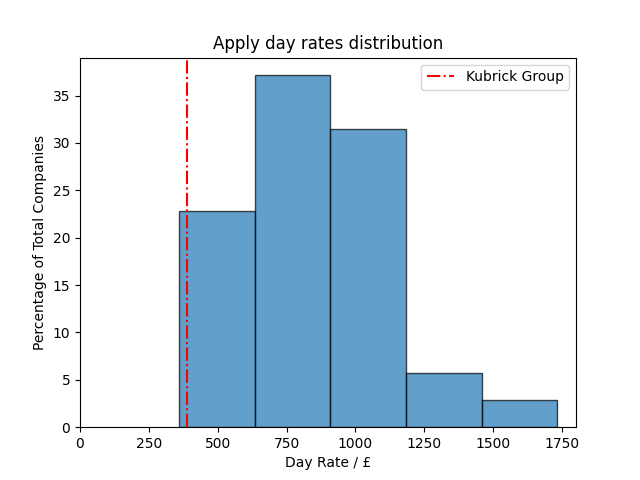 Apply day rates distribution
Kubrick Group
Percentage of Total Companies
35
30
25
20
15
10
5
0
0 250 500 750 1000 1250 1500 1750
Day Rate / £